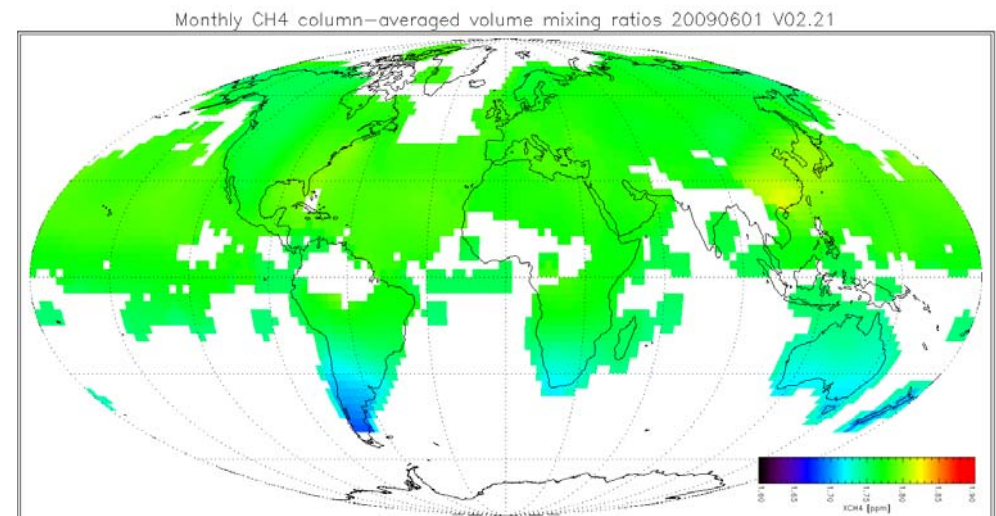 Monthly CH4 column-averaged volume mixing ratios 20090601 V02.21
1.60 1.65 1.70 1.75 1.80 1.85 1.90
XCH4 [ppm]